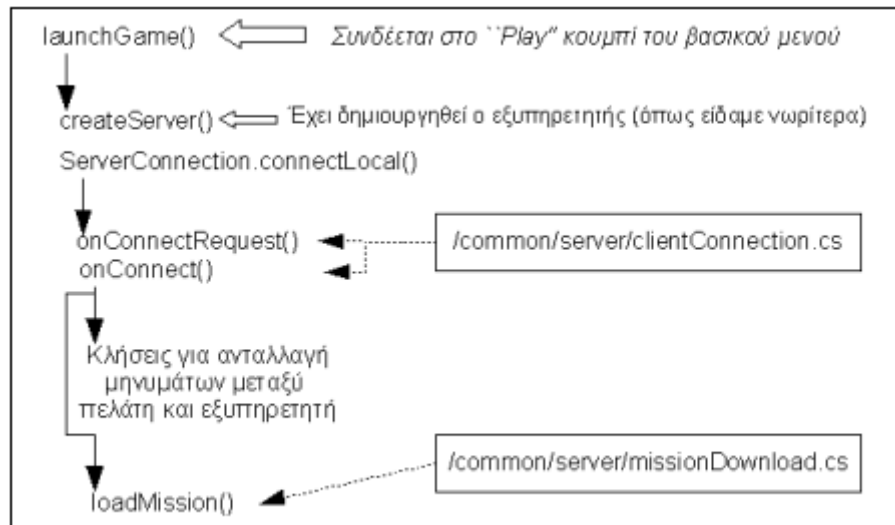 launchGame()
Συνδέεται στο ``Play" κουμπί του βασικού μενού
createServer()
Έχει δημιουργηθεί ο εξυπηρετητής (όπως είδαμε νωρίτερα)
ServerConnection.connectLocal()
onConnectRequest()
/common/server/clientConnection.cs
onConnect()
Κλήσεις για ανταλλαγή
μηνυμάτων μεταξύ
πελάτη και εξυπηρετητή
/common/server/missionDownload.cs
loadMission()